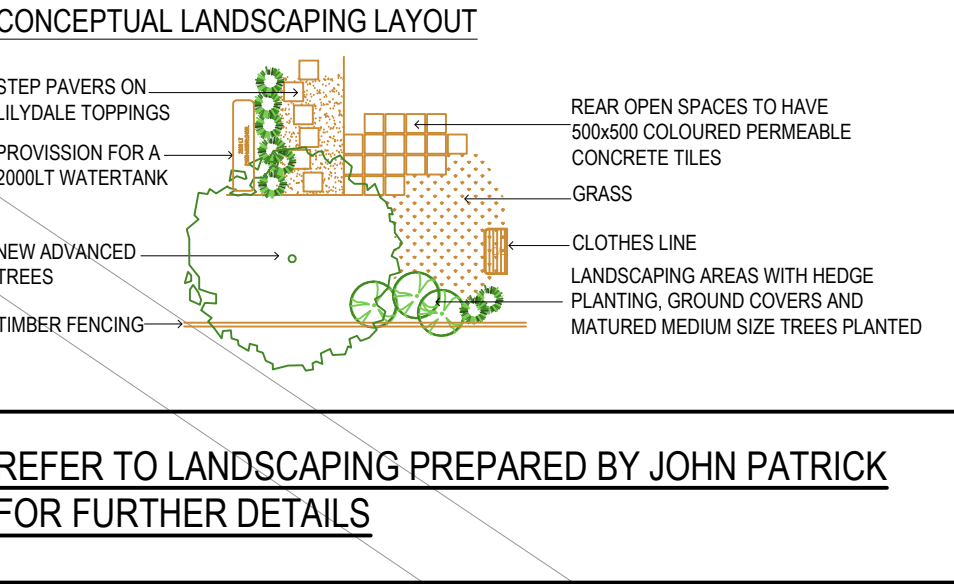 CONCEPTUAL LANDSCAPING LAYOUT
STEP PAVERS ON
LILYDALE TOPPINGS
PROVISSION FOR A
2000LT WATERTANK
NEW ADVANCED
TREES
TIMBER FENCING
REAR OPEN SPACES TO HAVE
500x500 COLOURED PERMEABLE
CONCRETE TILES
GRASS
CLOTHES LINE
LANDSCAPING AREAS WITH HEDGE
PLANTING, GROUND COVERS AND
MATURED MEDIUM SIZE TREES PLANTED
REFER TO LANDSCAPING PREPARED BY JOHN PATRICK
FOR FURTHER DETAILS